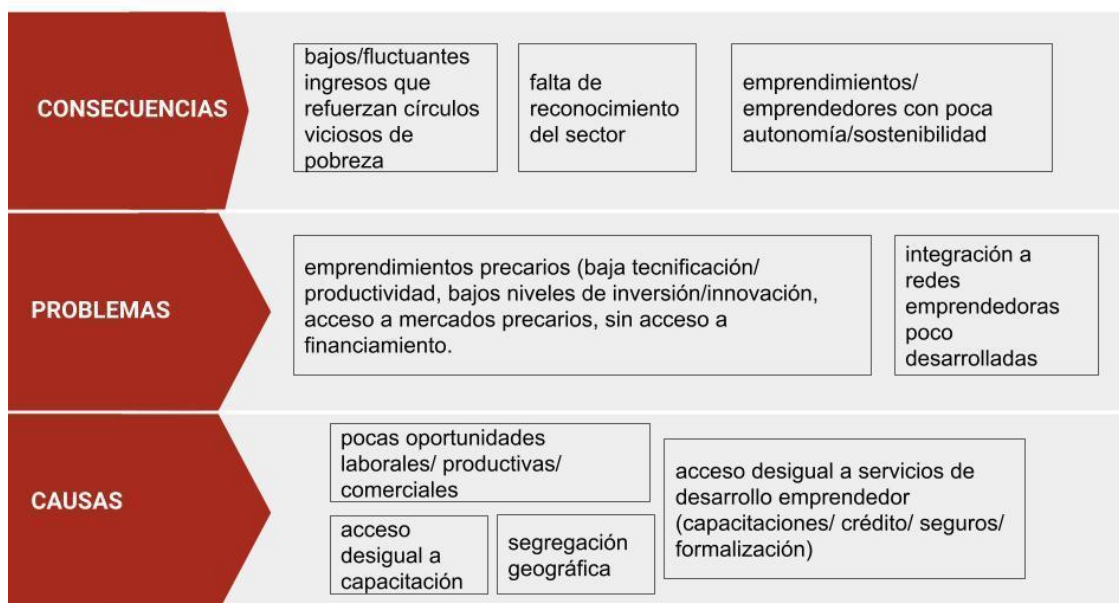 CONSECUENCIAS
bajos/fluctuantes
ingresos que
refuerzan círculos
viciosos de
pobreza
falta de
reconocimiento
del sector
emprendimientos/
emprendedores con poca
autonomía/sostenibilidad
PROBLEMAS
emprendimientos precarios (baja tecnificación/
productividad, bajos niveles de inversión/innovación,
acceso a mercados precarios, sin acceso a
financiamiento.
integración a
redes
emprendedoras
poco
desarrolladas
CAUSAS
pocas oportunidades
laborales/ productivas/
comerciales
acceso
desigual a
capacitación
segregación
geográfica
acceso desigual a servicios de
desarrollo emprendedor
(capacitaciones/ crédito/ seguros/
formalización)